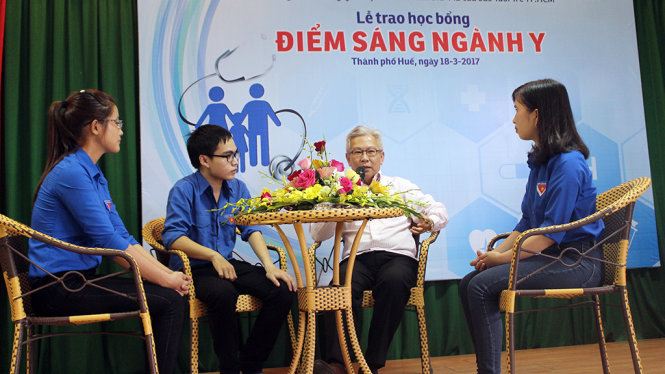 Lễ trao học bổng
ĐIỂM SÁNG NGÀNH Y
Thành phố Huế, ngày 18-3-2017